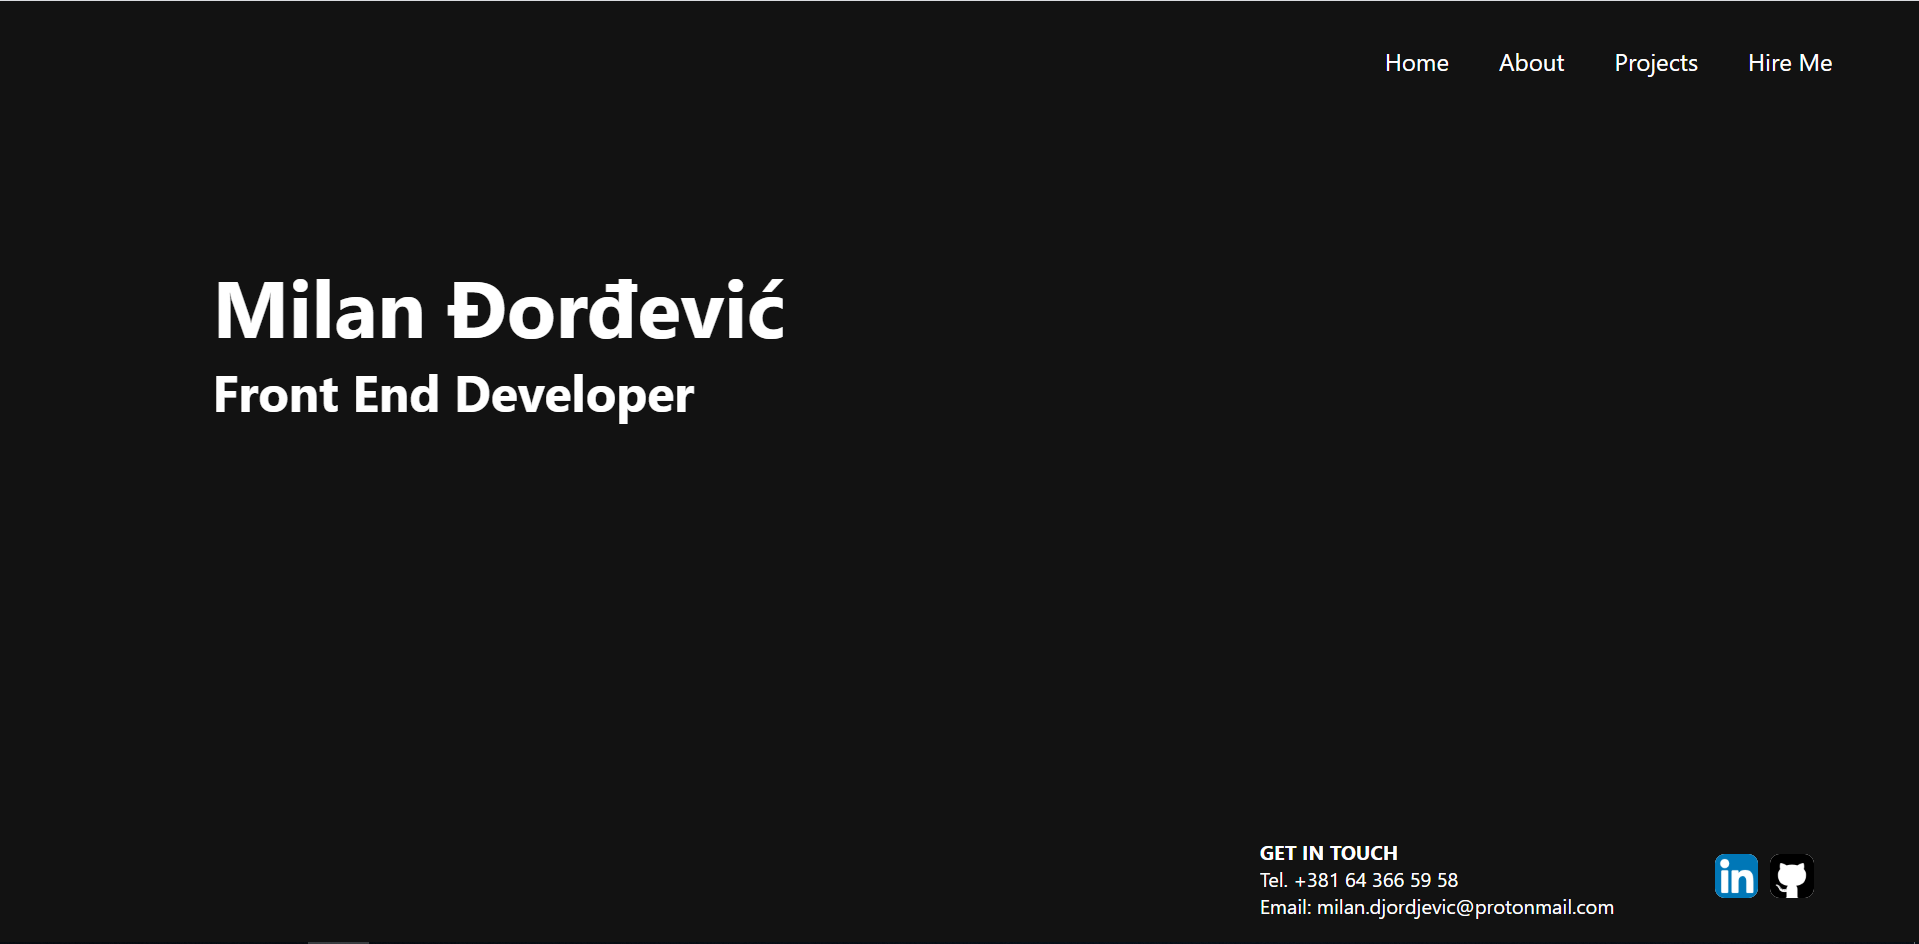 Home About Projects Hire Me
Milan Đorđević
Front End Developer
GET IN TOUCH
Tel. +381 64 366 59 58
Email: milan.djordjevic@protonmail.com
in